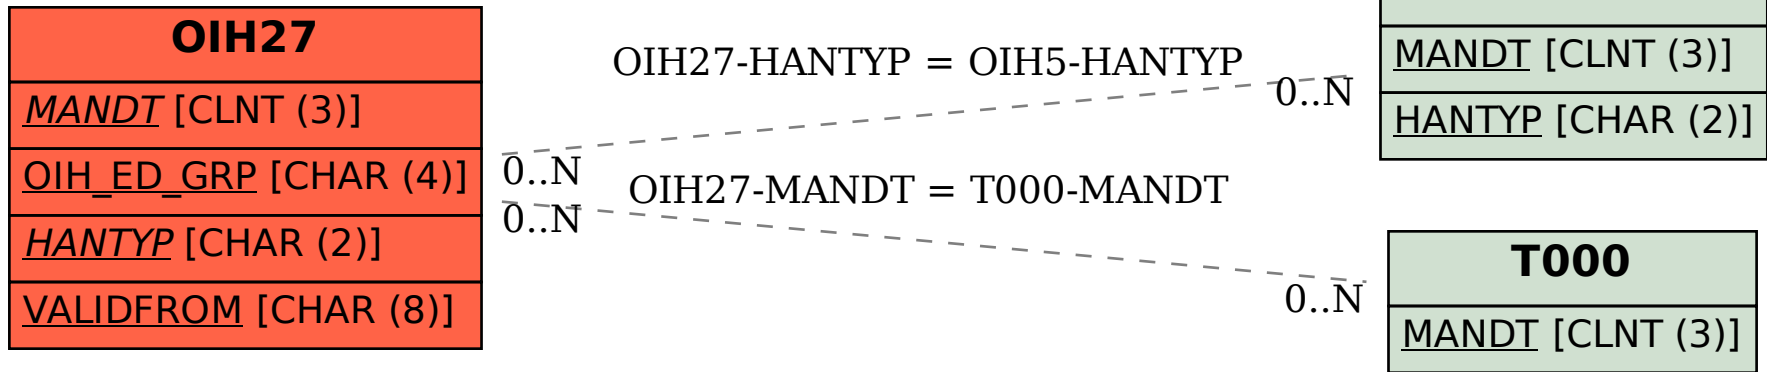 OIH27
MANDT [CLNT (3)]
OIH_ED_GRP [CHAR (4)]
HANTYP [CHAR (2)]
VALIDFROM [CHAR (8)]
OIH27-HANTYP = OIH5-HANTYP
0..N
0..N
OIH27-MANDT = T000-MANDT
0..N
0..N
MANDT [CLNT (3)]
HANTYP [CHAR (2)]
T000
MANDT [CLNT (3)]